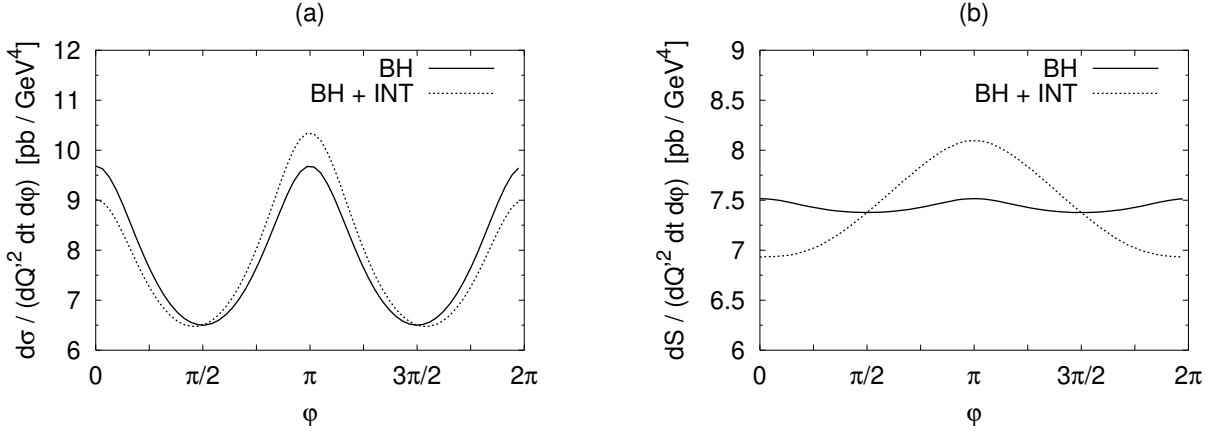 (a)
dσ / (dQ'² dt dφ) [pb / GeV⁴]
12
11
10
9
8
7
6
BH
BH + INT
0
π/2
π
3π/2
2π
φ
(b)
dS / (dQ'² dt dφ) [pb / GeV⁴]
9
8.5
8
7.5
7
6.5
6
BH
BH + INT
0
π/2
π
3π/2
2π
φ